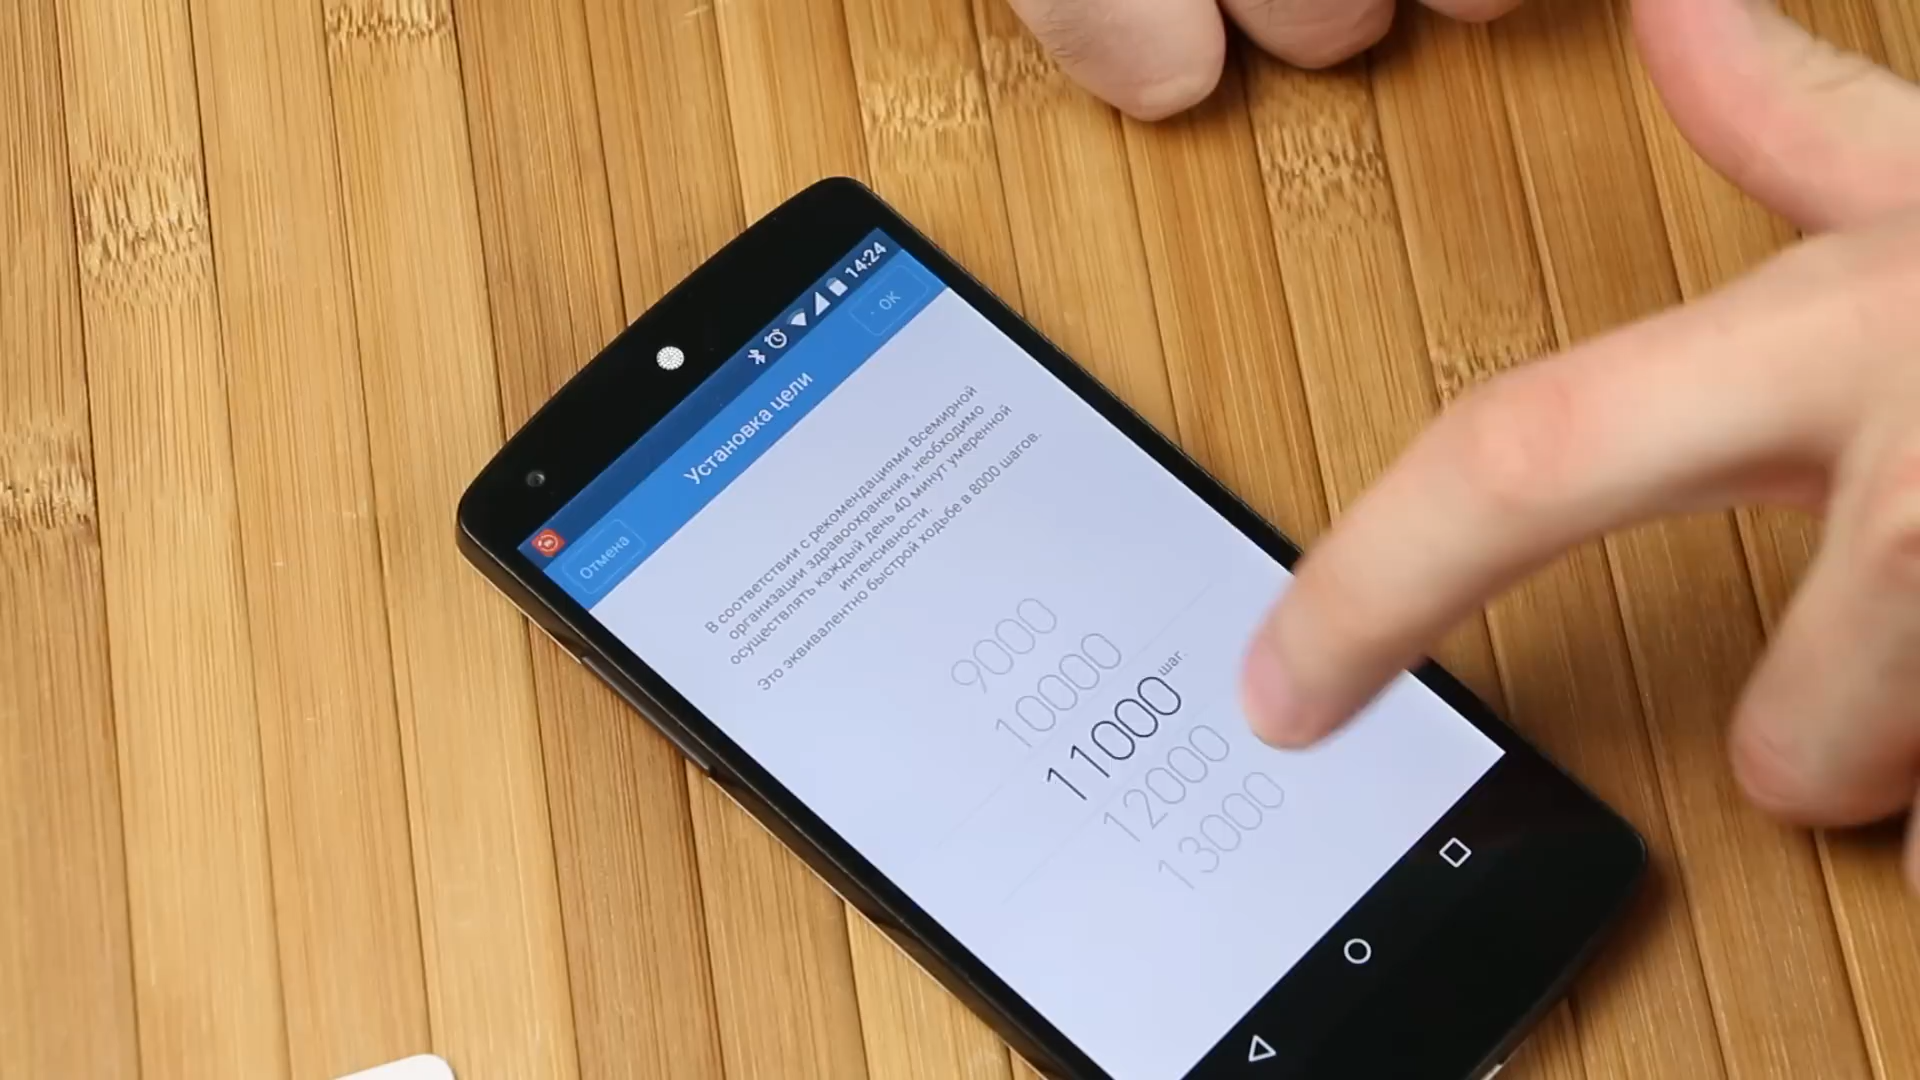 14:24
Отмена
Установка цели
OK
В соответствии с рекомендациями Всемирной
организации здравоохранения, необходимо
осуществлять каждый день 40 минут умеренной
интенсивности.
Это эквивалентно быстрой ходьбе в 8000 шагов.
9000
10000
11000 шаг.
12000
13000